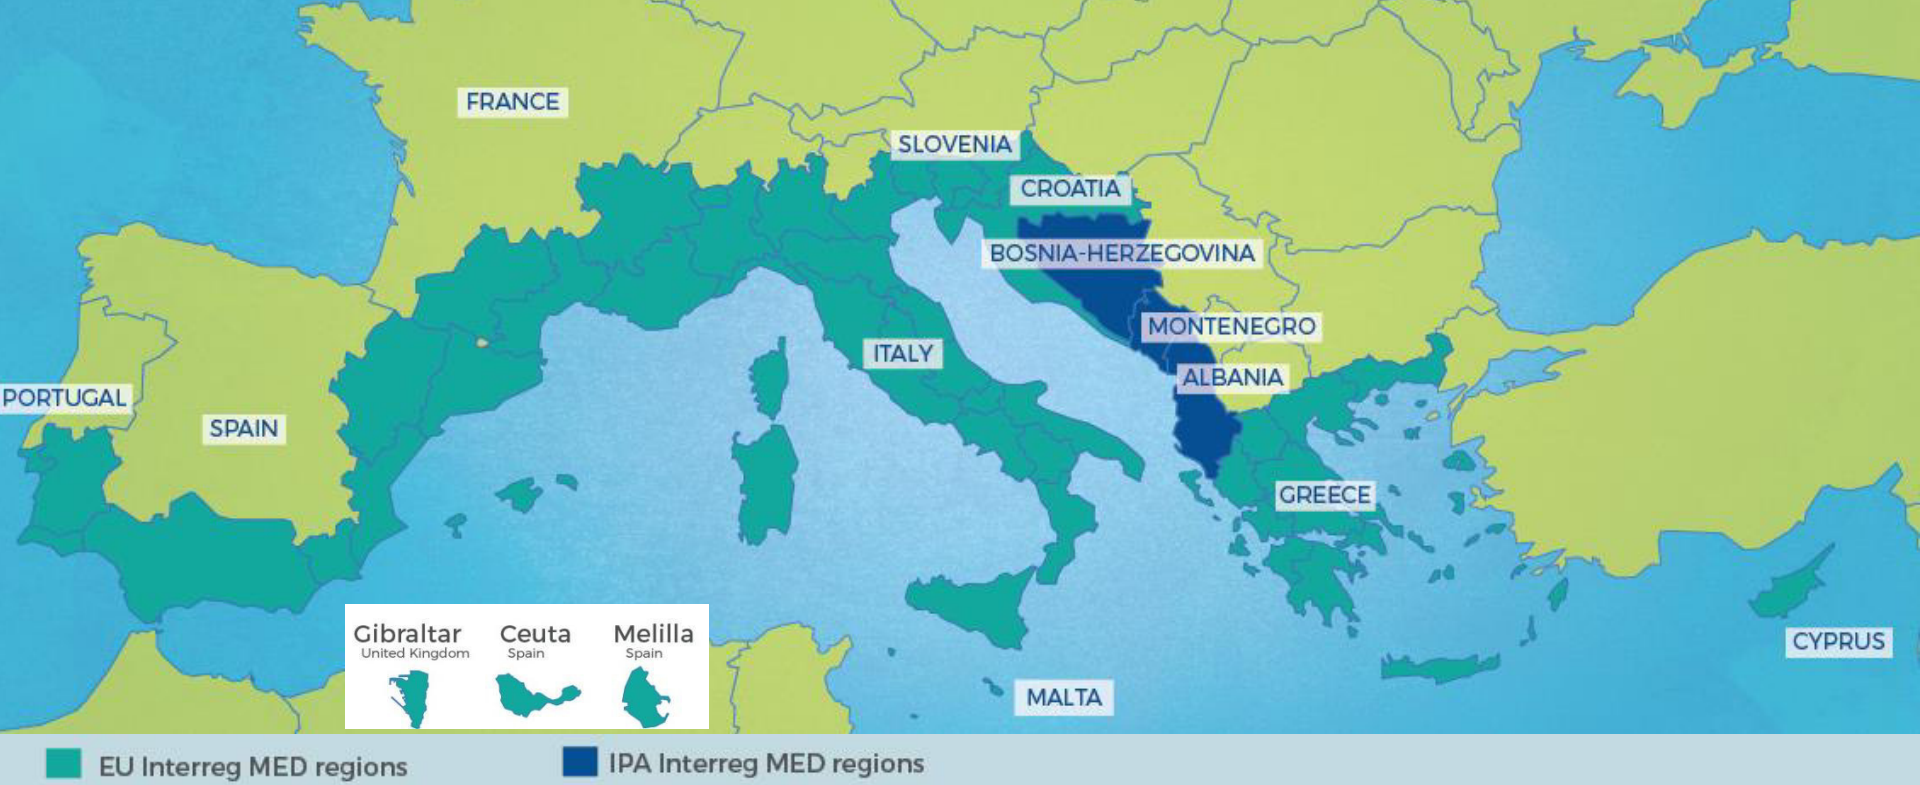 FRANCE
SLOVENIA
CROATIA
BOSNIA-HERZEGOVINA
MONTENEGRO
ITALY
ALBANIA
PORTUGAL
SPAIN
GREECE
Gibraltar
United Kingdom
Ceuta
Spain
Melilla
Spain
CYPRUS
MALTA
EU Interreg MED regions
IPA Interreg MED regions